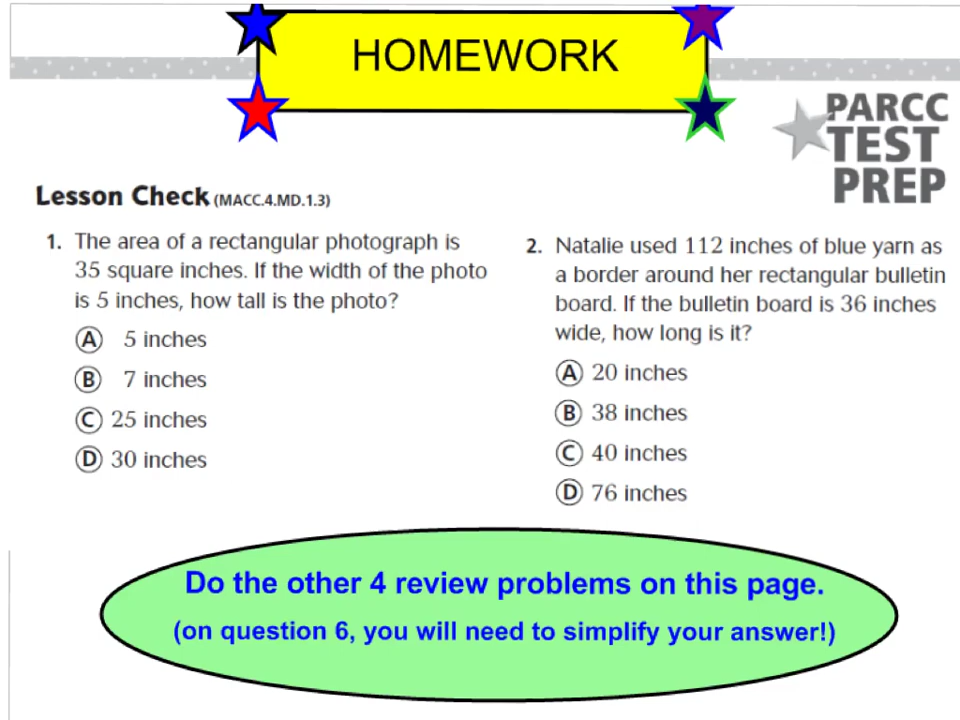 HOMEWORK
PARCC
TEST
PREP
Lesson Check (MACC.4.MD.1.3)
1. The area of a rectangular photograph is
35 square inches. If the width of the photo
is 5 inches, how tall is the photo?
A 5 inches
B 7 inches
C 25 inches
D 30 inches
2. Natalie used 112 inches of blue yarn as
a border around her rectangular bulletin
board. If the bulletin board is 36 inches
wide, how long is it?
A 20 inches
B 38 inches
C 40 inches
D 76 inches
Do the other 4 review problems on this page.
(on question 6, you will need to simplify your answer!)